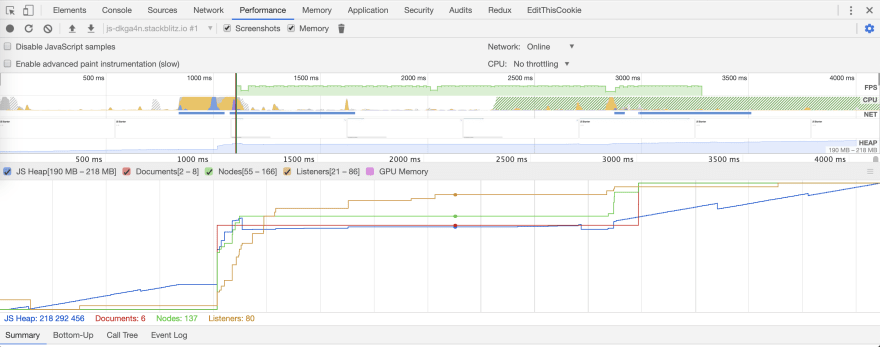 Elements Console Sources Network Performance Memory Application Security Audits Redux EditThisCookie
js-dkga4n.stackblitz.io #1 Screenshots Memory
Disable JavaScript samples Network: Online
Enable advanced paint instrumentation (slow) CPU: No throttling
500 ms 1000 ms 1500 ms 2000 ms 2500 ms 3000 ms 3500 ms 4000 ms
FPS
CPU
NET
HEAP
190 MB – 218 MB
500 ms 1000 ms 1500 ms 2000 ms 2500 ms 3000 ms 3500 ms 4000 ms
JS Heap[190 MB – 218 MB] Documents[2 – 8] Nodes[55 – 166] Listeners[21 – 86] GPU Memory
JS Heap: 218 292 456 Documents: 6 Nodes: 137 Listeners: 80
Summary Bottom-Up Call Tree Event Log